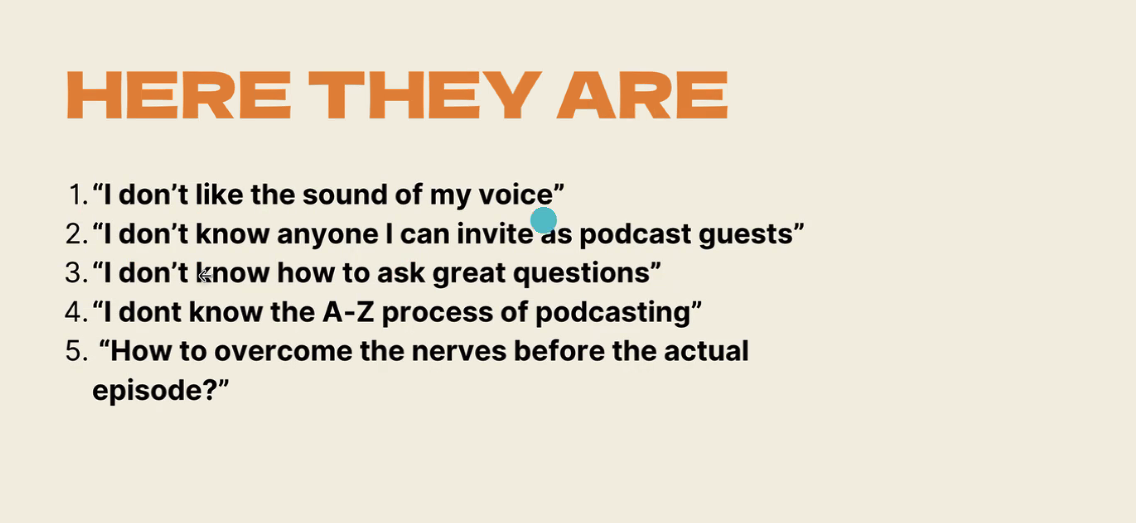 HERE THEY ARE
1. “I don’t like the sound of my voice”
2. “I don’t know anyone I can invite as podcast guests”
3. “I don’t know how to ask great questions”
4. “I dont know the A-Z process of podcasting”
5. “How to overcome the nerves before the actual
episode?”